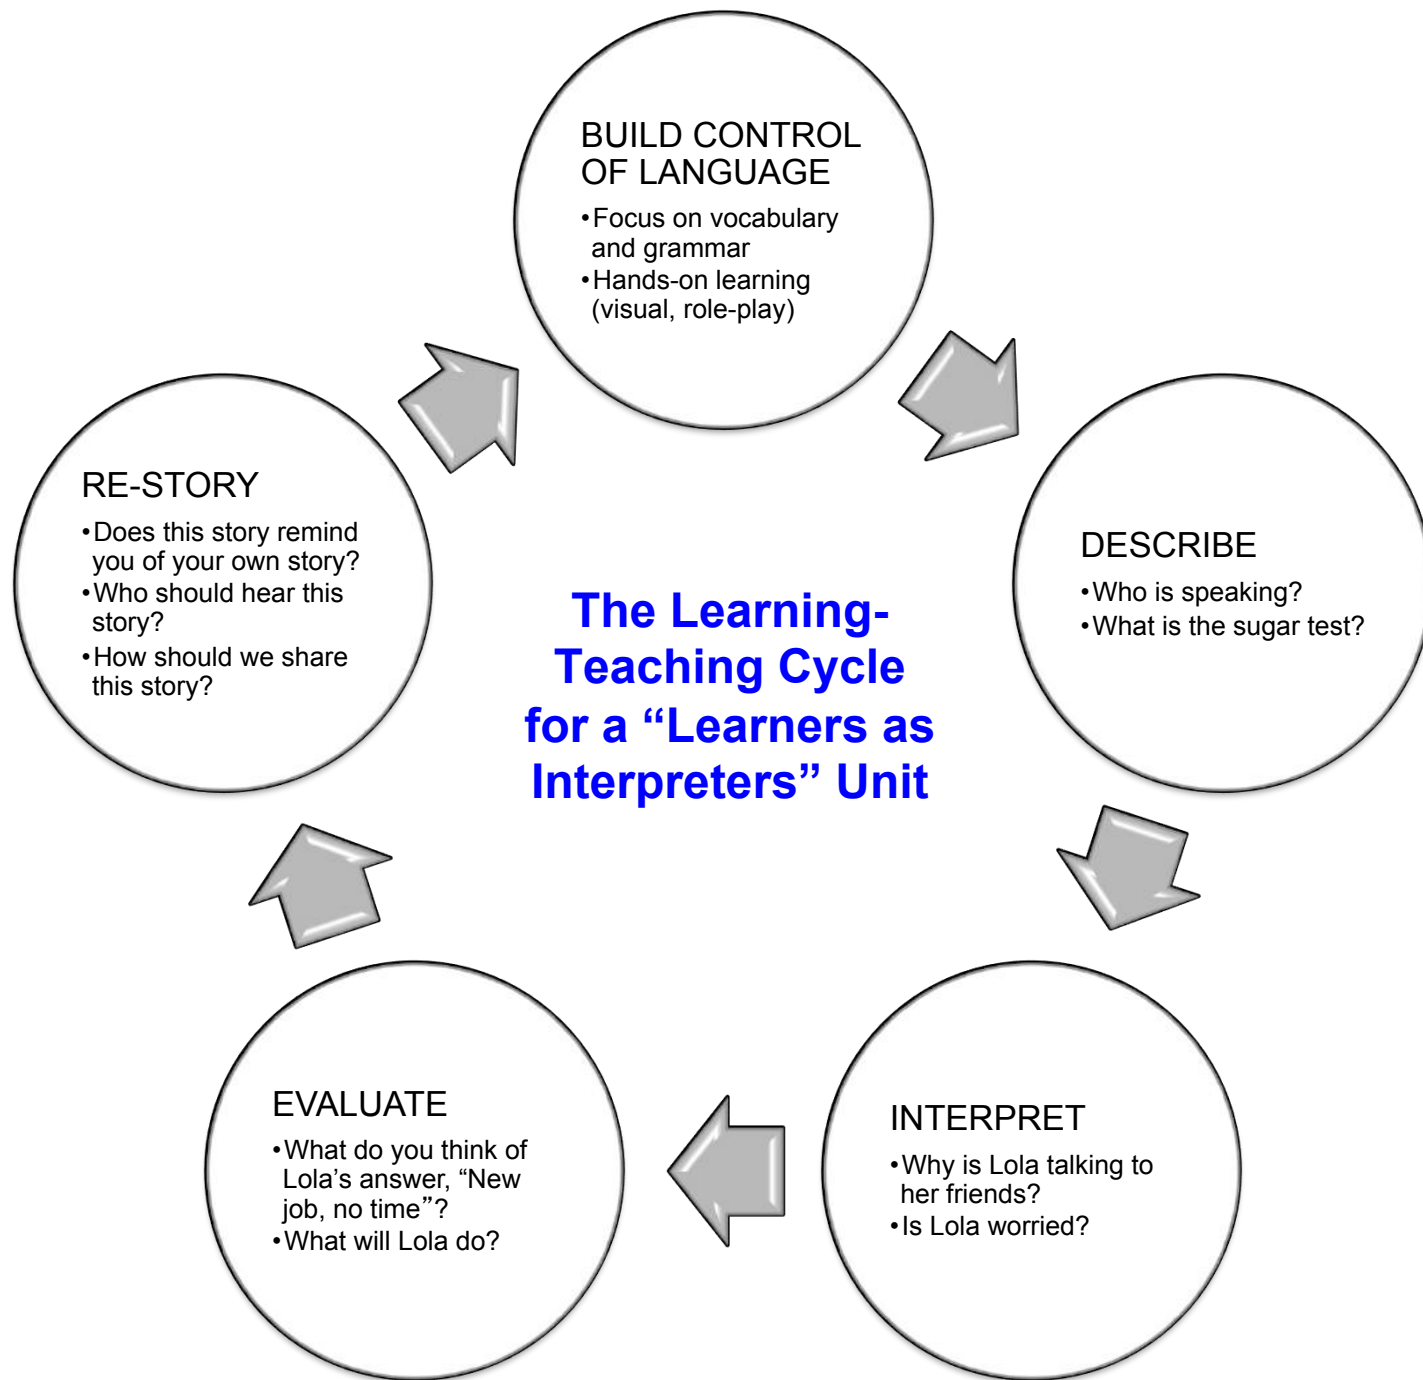 BUILD CONTROL
OF LANGUAGE
•Focus on vocabulary
and grammar
•Hands-on learning
(visual, role-play)
DESCRIBE
•Who is speaking?
•What is the sugar test?
INTERPRET
•Why is Lola talking to
her friends?
•Is Lola worried?
EVALUATE
•What do you think of
Lola’s answer, “New
job, no time”?
•What will Lola do?
RE-STORY
•Does this story remind
you of your own story?
•Who should hear this
story?
•How should we share
this story?
The Learning-
Teaching Cycle
for a “Learners as
Interpreters” Unit